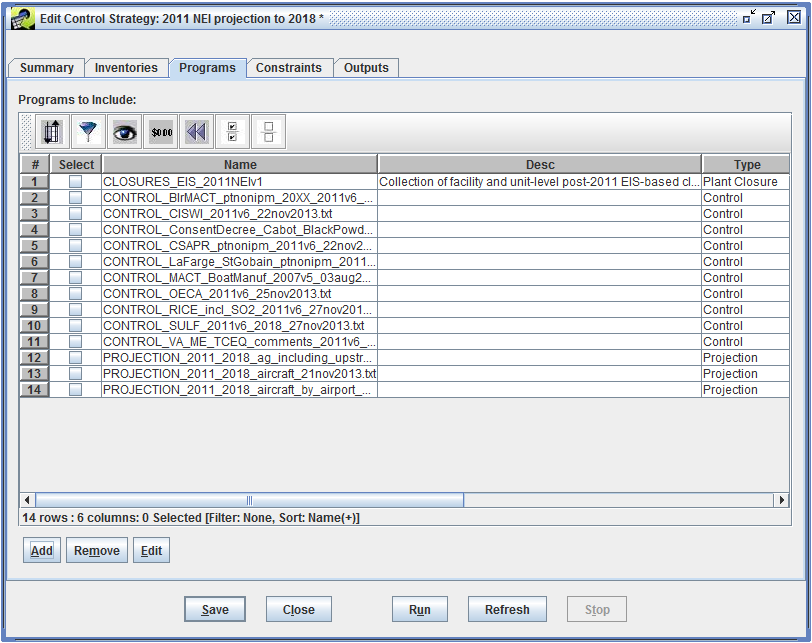 Edit Control Strategy: 2011 NEI projection to 2018 *
Summary Inventories Programs Constraints Outputs
Programs to Include:
$0.00
# Select Name Desc Type
1 CLOSURES_EIS_2011NEIv1 Collection of facility and unit-level post-2011 EIS-based cl... Plant Closure
2 CONTROL_BlrMACT_ptnonipm_20XX_2011v6_... Control
3 CONTROL_CISWI_2011v6_22nov2013.txt Control
4 CONTROL_ConsentDecree_Cabot_BlackPowd... Control
5 CONTROL_CSAPR_ptnonipm_2011v6_22nov2... Control
6 CONTROL_LaFarge_StGobain_ptnonipm_2011... Control
7 CONTROL_MACT_BoatManuf_2007v5_03aug2... Control
8 CONTROL_OECA_2011v6_25nov2013.txt Control
9 CONTROL_RICE_incl_SO2_2011v6_27nov201... Control
10 CONTROL_SULF_2011v6_2018_27nov2013.txt Control
11 CONTROL_VA_ME_TCEQ_comments_2011v6_... Control
12 PROJECTION_2011_2018_ag_including_upstr... Projection
13 PROJECTION_2011_2018_aircraft_21nov2013.txt Projection
14 PROJECTION_2011_2018_aircraft_by_airport_... Projection
14 rows : 6 columns: 0 Selected [Filter: None, Sort: Name(+)]
Add Remove Edit
Save Close Run Refresh Stop